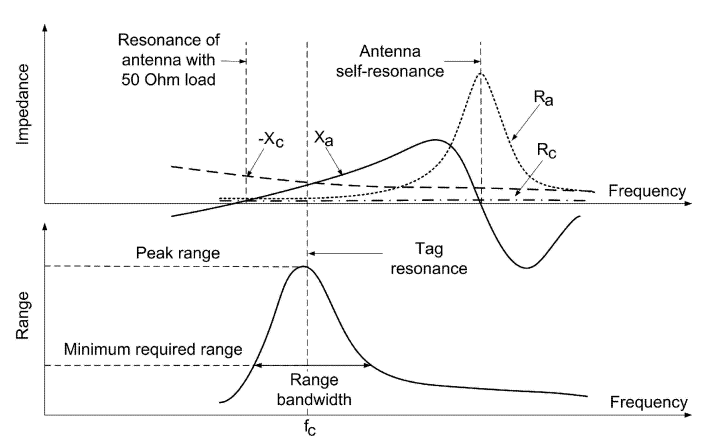 Resonance of
antenna with
50 Ohm load
Antenna
self-resonance
Impedance
-Xc
Xa
Ra
Rc
Frequency
Peak range
Tag
resonance
Range
Minimum required range
Range
bandwidth
Frequency
fc